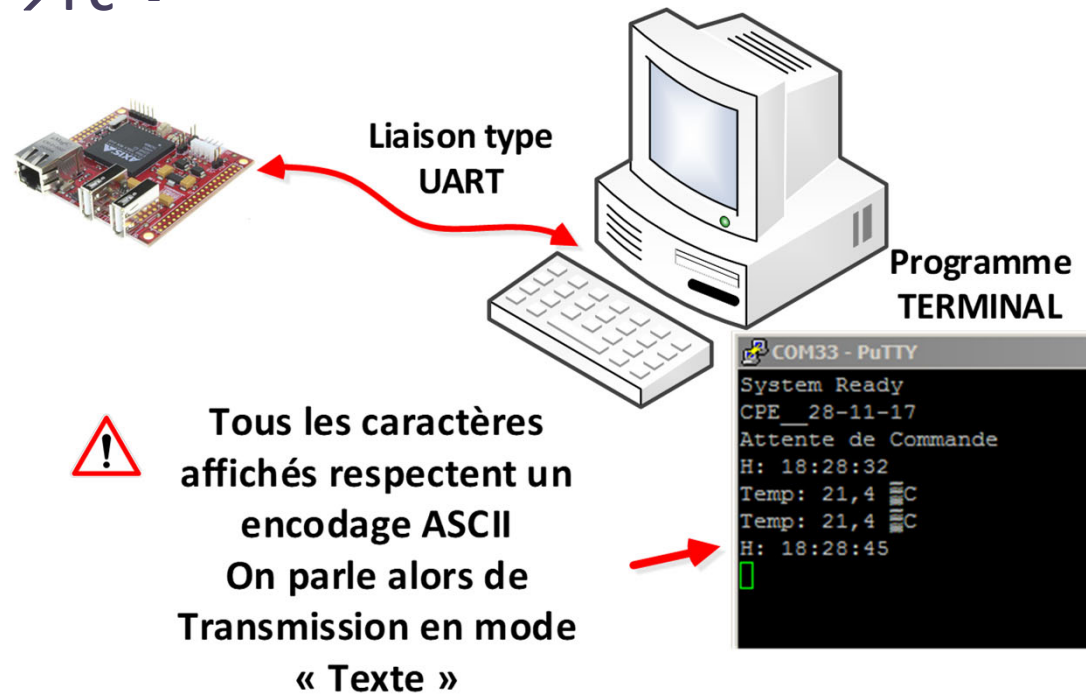 Liaison type
UART
Programme
TERMINAL
COM33 - PuTTY
System Ready
CPE__28-11-17
Attente de Commande
H: 18:28:32
Temp: 21,4 C
Temp: 21,4 C
H: 18:28:45
Tous les caractères
affichés respectent un
encodage ASCII
On parle alors de
Transmission en mode
« Texte »